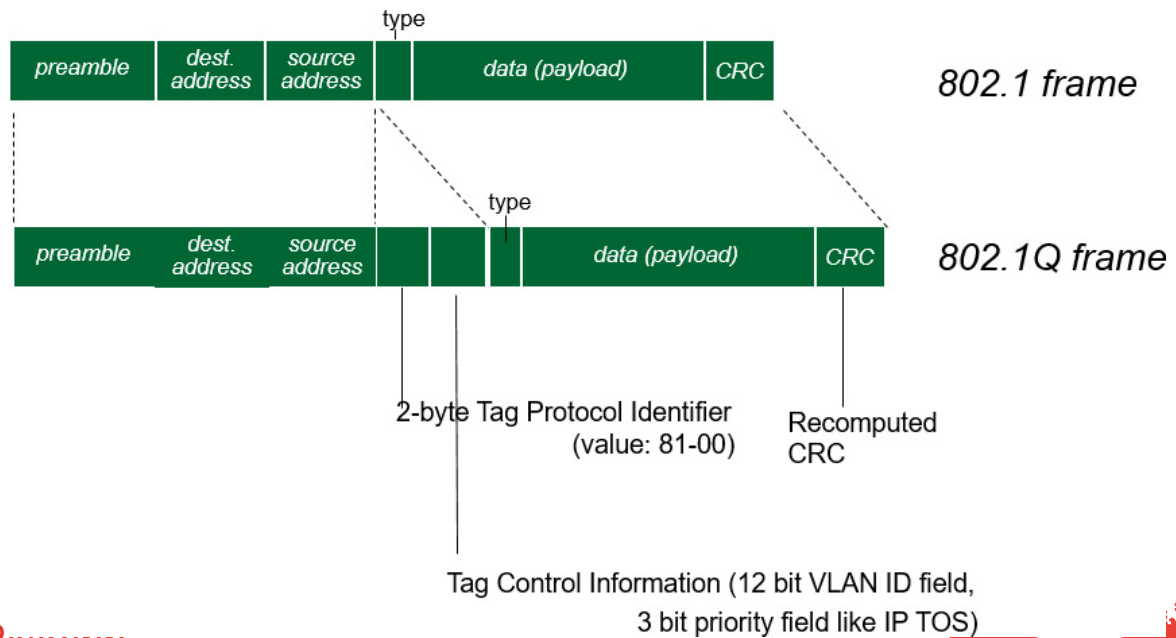 type
preamble
dest.
address
source
address
data (payload)
CRC
802.1 frame
type
preamble
dest.
address
source
address
data (payload)
CRC
802.1Q frame
2-byte Tag Protocol Identifier
(value: 81-00)
Recomputed
CRC
Tag Control Information (12 bit VLAN ID field,
3 bit priority field like IP TOS)